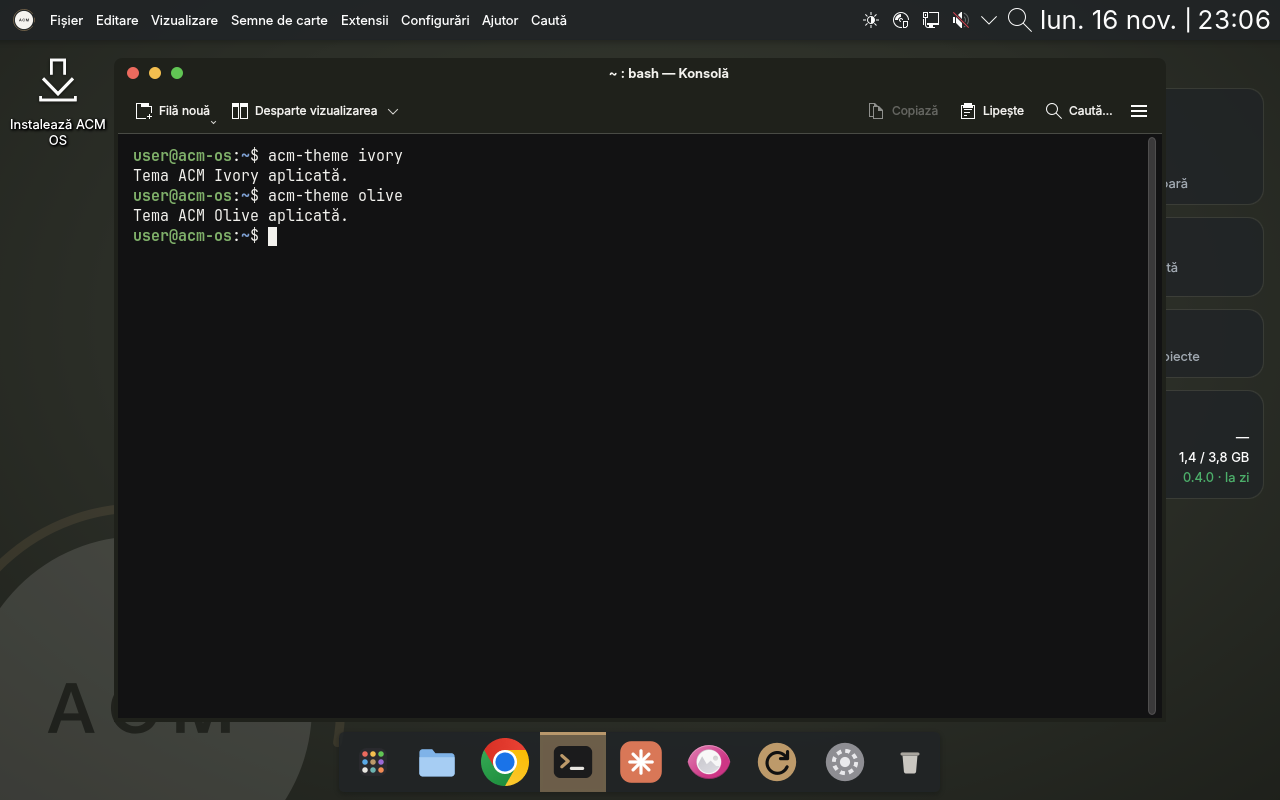 ACM
Fișier Editare Vizualizare Semne de carte Extensii Configurări Ajutor Caută
lun. 16 nov. | 23:06
Instalează ACM
OS
~ : bash — Konsolă
Filă nouă
Desparte vizualizarea
Copiază
Lipește
Caută...
user@acm-os:~$ acm-theme ivory
Tema ACM Ivory aplicată.
user@acm-os:~$ acm-theme olive
Tema ACM Olive aplicată.
user@acm-os:~$
—
1,4 / 3,8 GB
0.4.0 · la zi
ACM